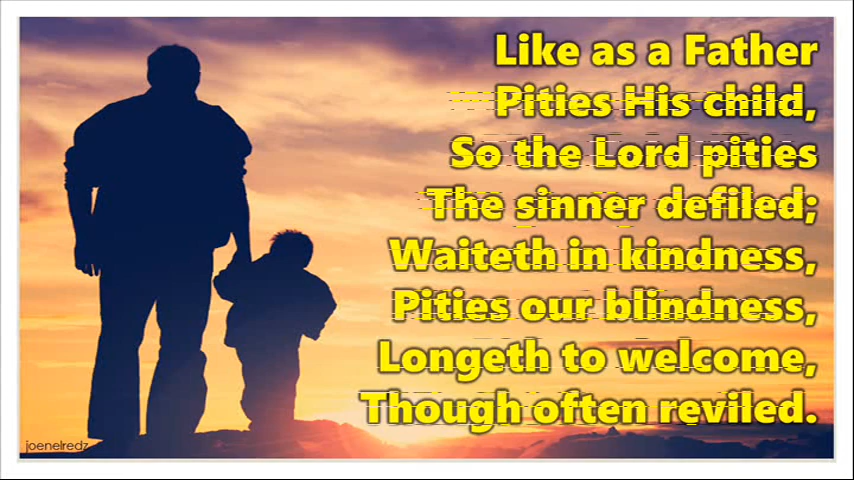 Like as a Father
Pities His child,
So the Lord pities
The sinner defiled;
Waiteth in kindness,
Pities our blindness,
Longeth to welcome,
Though often reviled.
joenelredz